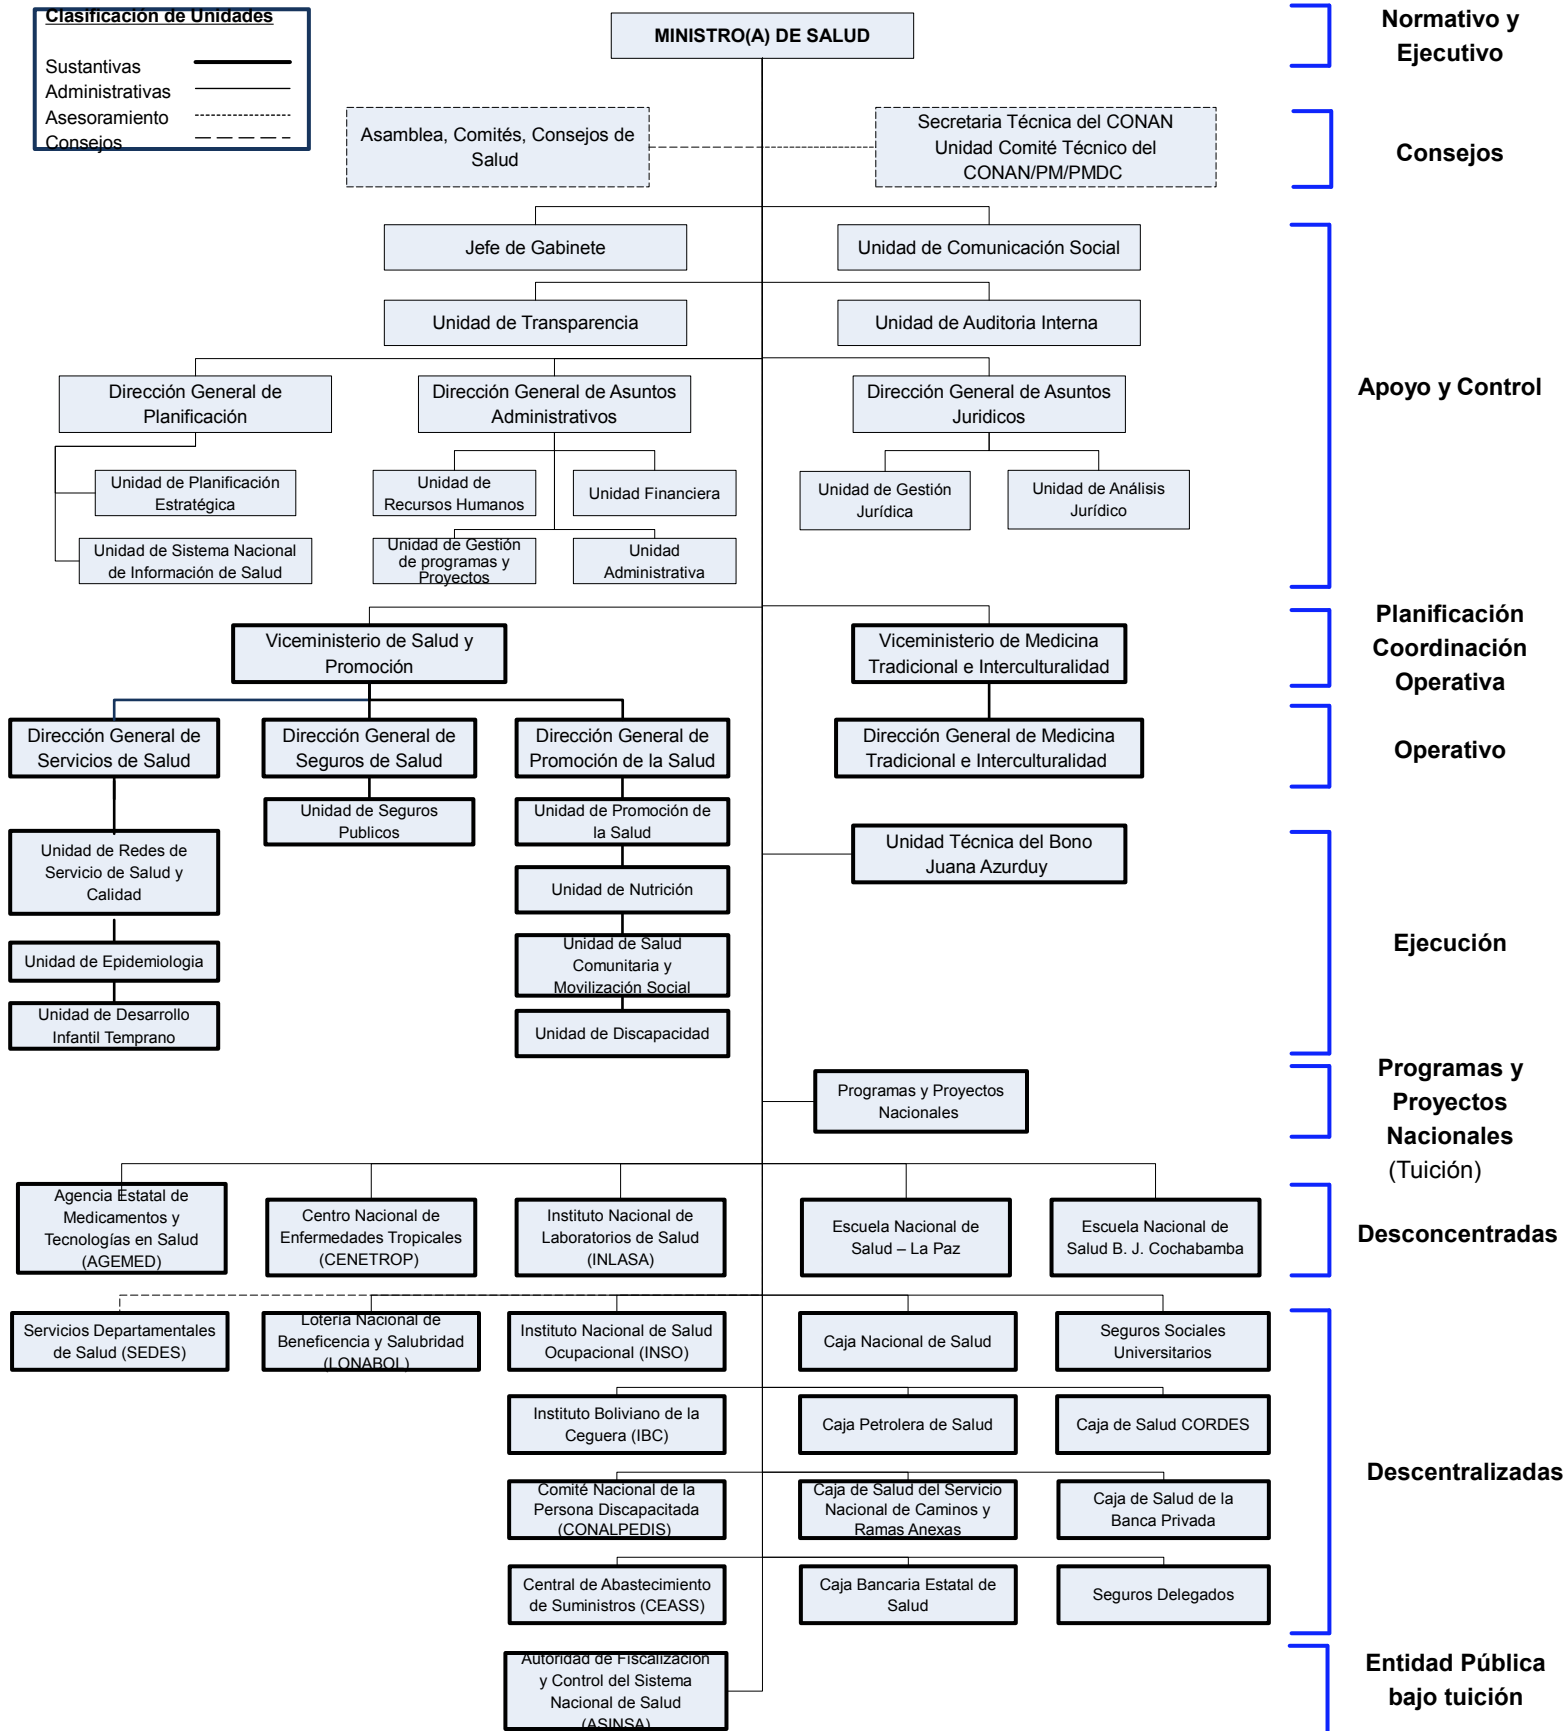 Clasificación de Unidades
Sustantivas
Administrativas
Asesoramiento
Consejos
MINISTRO(A) DE SALUD
Normativo y
Ejecutivo
Asamblea, Comités, Consejos de
Salud
Secretaria Técnica del CONAN
Unidad Comité Técnico del
CONAN/PM/PMDC
Consejos
Jefe de Gabinete
Unidad de Comunicación Social
Unidad de Transparencia
Unidad de Auditoria Interna
Dirección General de
Planificación
Dirección General de Asuntos
Administrativos
Dirección General de Asuntos
Juridicos
Apoyo y Control
Unidad de Planificación
Estratégica
Unidad de
Recursos Humanos
Unidad Financiera
Unidad de Gestión
Jurídica
Unidad de Análisis
Jurídico
Unidad de Sistema Nacional
de Información de Salud
Unidad de Gestión
de programas y
Proyectos
Unidad
Administrativa
Viceministerio de Salud y
Promoción
Viceministerio de Medicina
Tradicional e Interculturalidad
Planificación
Coordinación
Operativa
Dirección General de
Servicios de Salud
Dirección General de
Seguros de Salud
Dirección General de
Promoción de la Salud
Dirección General de Medicina
Tradicional e Interculturalidad
Operativo
Unidad de Seguros
Publicos
Unidad de Promoción de
la Salud
Unidad de Redes de
Servicio de Salud y
Calidad
Unidad Técnica del Bono
Juana Azurduy
Unidad de Nutrición
Unidad de Epidemiologia
Unidad de Salud
Comunitaria y
Movilización Social
Ejecución
Unidad de Desarrollo
Infantil Temprano
Unidad de Discapacidad
Programas y Proyectos
Nacionales
Programas y
Proyectos
Nacionales
(Tuición)
Agencia Estatal de
Medicamentos y
Tecnologías en Salud
(AGEMED)
Centro Nacional de
Enfermedades Tropicales
(CENETROP)
Instituto Nacional de
Laboratorios de Salud
(INLASA)
Escuela Nacional de
Salud – La Paz
Escuela Nacional de
Salud B. J. Cochabamba
Desconcentradas
Servicios Departamentales
de Salud (SEDES)
Lotería Nacional de
Beneficencia y Salubridad
(LONABOL)
Instituto Nacional de Salud
Ocupacional (INSO)
Caja Nacional de Salud
Seguros Sociales
Universitarios
Instituto Boliviano de la
Ceguera (IBC)
Caja Petrolera de Salud
Caja de Salud CORDES
Descentralizadas
Comité Nacional de la
Persona Discapacitada
(CONALPEDIS)
Caja de Salud del Servicio
Nacional de Caminos y
Ramas Anexas
Caja de Salud de la
Banca Privada
Central de Abastecimiento
de Suministros (CEASS)
Caja Bancaria Estatal de
Salud
Seguros Delegados
Autoridad de Fiscalización
y Control del Sistema
Nacional de Salud
(ASINSA)
Entidad Pública
bajo tuición